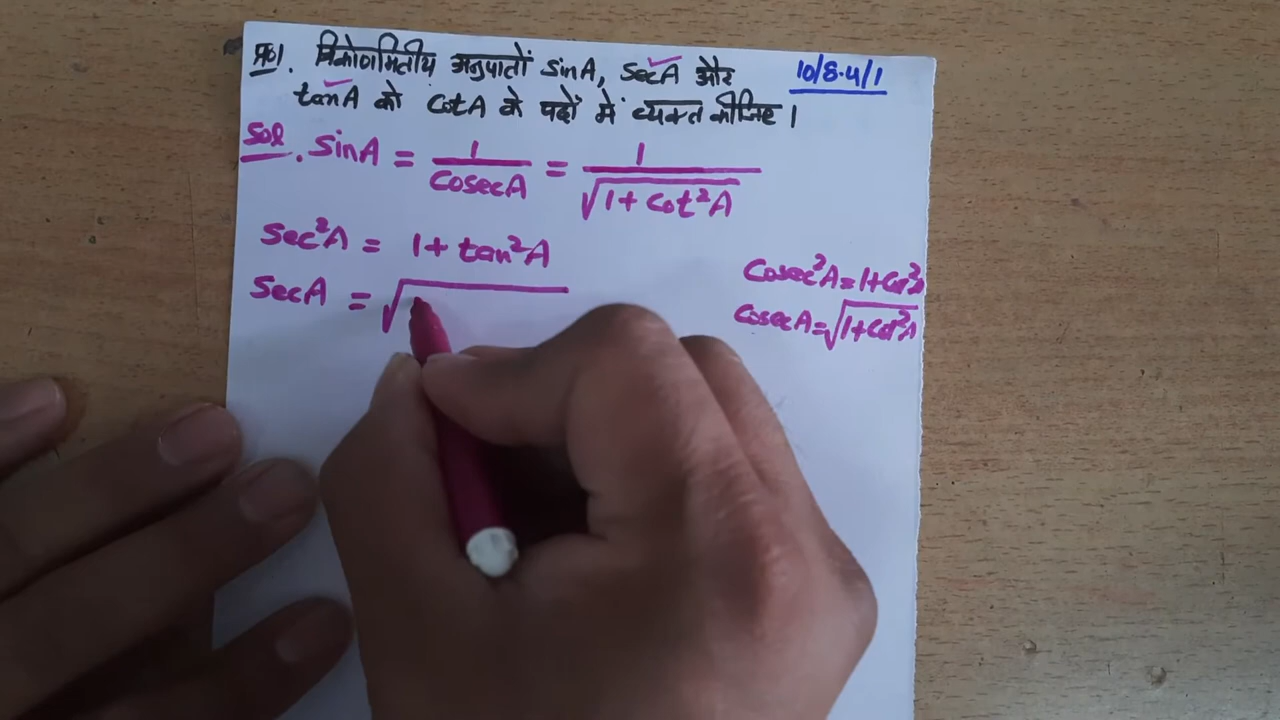 प्र०1. त्रिकोणमितीय अनुपातों sinA, secA और
tanA को cotA के पदों में व्यक्त कीजिए ।
10/8.4/1
Sol. sinA = 1/cosecA = 1/√(1+cot²A)
sec²A = 1+ tan²A
secA = √
Cosec²A=1+Cot²A
CosecA=√(1+Cot²A)